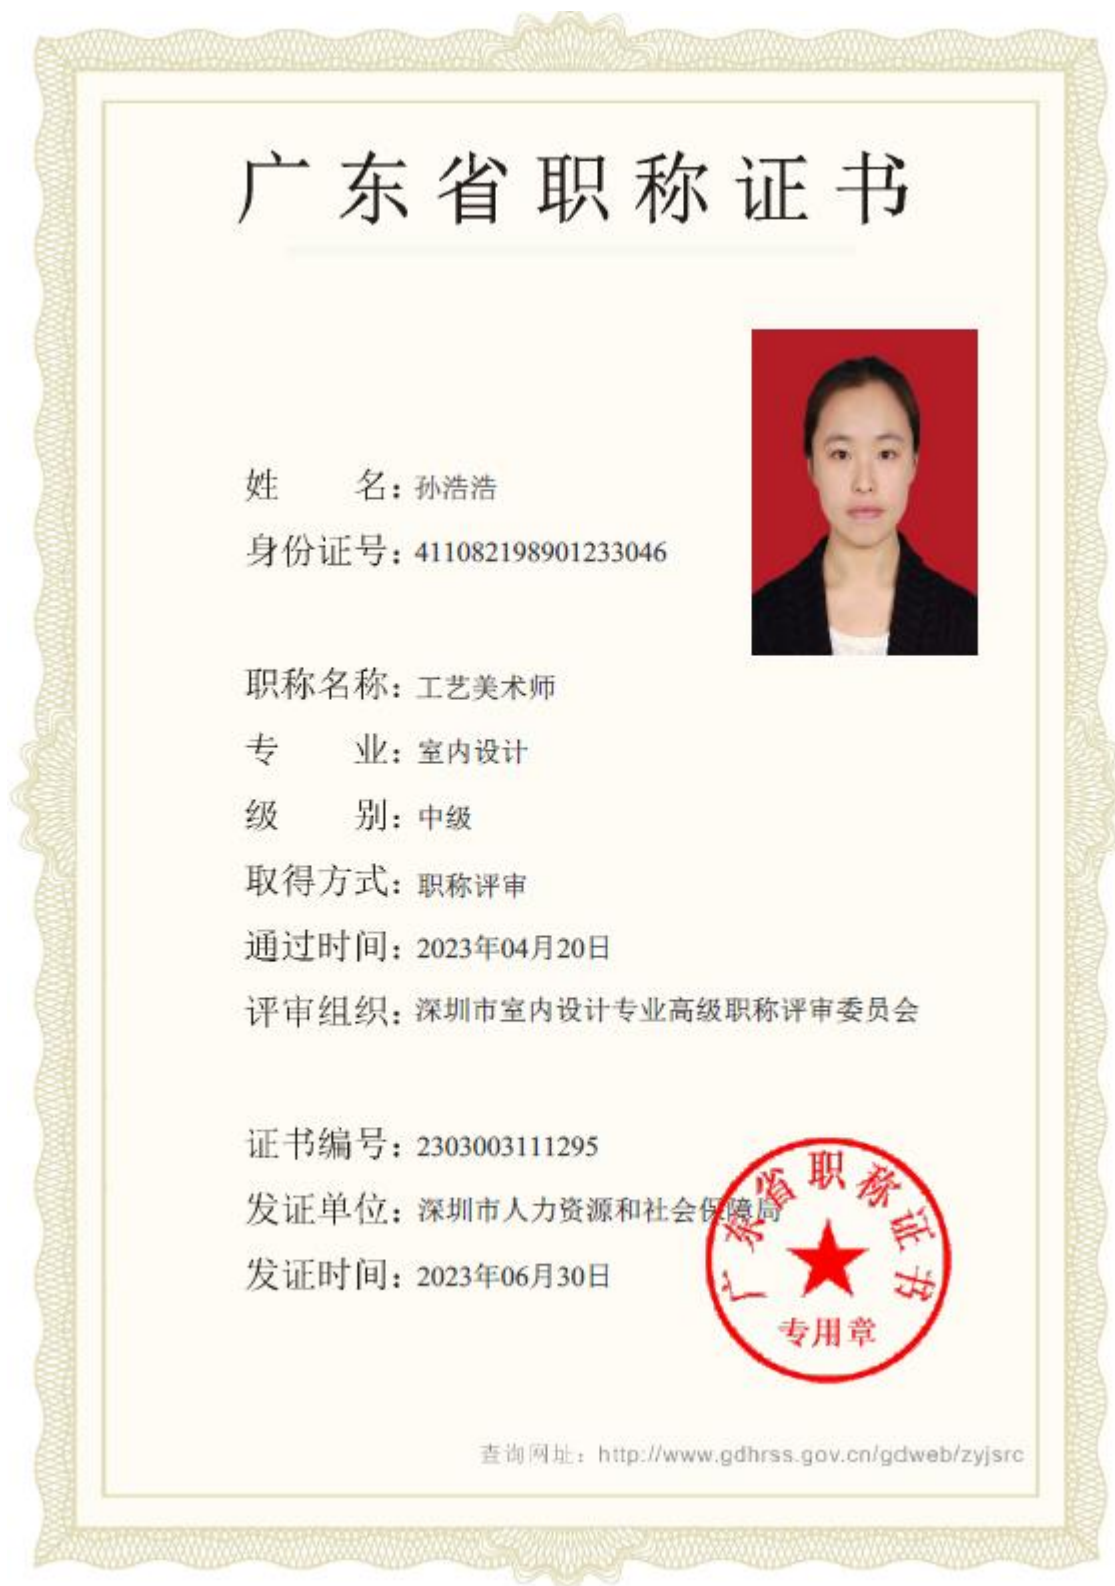 广东省职称证书
姓 名：孙浩浩
身份证号：411082198901233046
职称名称：工艺美术师
专 业：室内设计
级 别：中级
取得方式：职称评审
通过时间：2023年04月20日
评审组织：深圳市室内设计专业高级职称评审委员会
证书编号：2303003111295
发证单位：深圳市人力资源和社会保障局
发证时间：2023年06月30日
广东省职称证书
专用章
查询网址：http://www.gdhrss.gov.cn/gdweb/zyjsrc